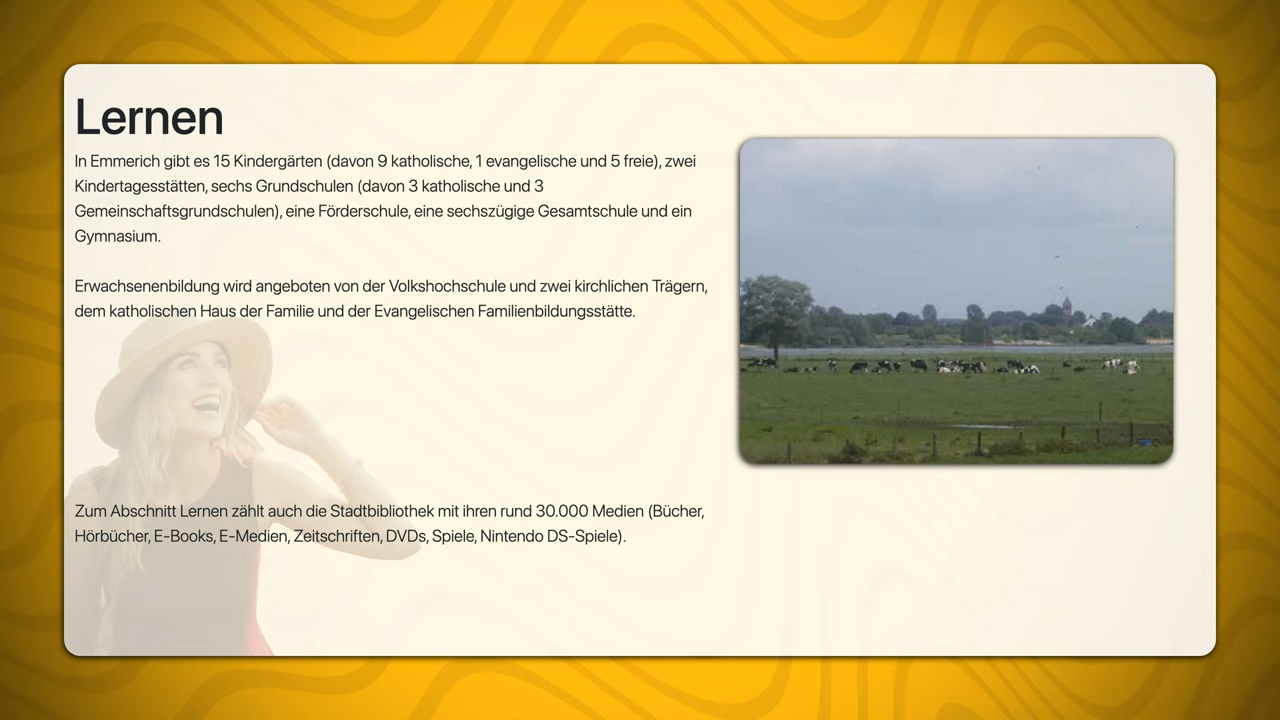 Lernen
In Emmerich gibt es 15 Kindergärten (davon 9 katholische, 1 evangelische und 5 freie), zwei
Kindertagesstätten, sechs Grundschulen (davon 3 katholische und 3
Gemeinschaftsgrundschulen), eine Förderschule, eine sechszügige Gesamtschule und ein
Gymnasium.
Erwachsenenbildung wird angeboten von der Volkshochschule und zwei kirchlichen Trägern,
dem katholischen Haus der Familie und der Evangelischen Familienbildungsstätte.
Zum Abschnitt Lernen zählt auch die Stadtbibliothek mit ihren rund 30.000 Medien (Bücher,
Hörbücher, E-Books, E-Medien, Zeitschriften, DVDs, Spiele, Nintendo DS-Spiele).